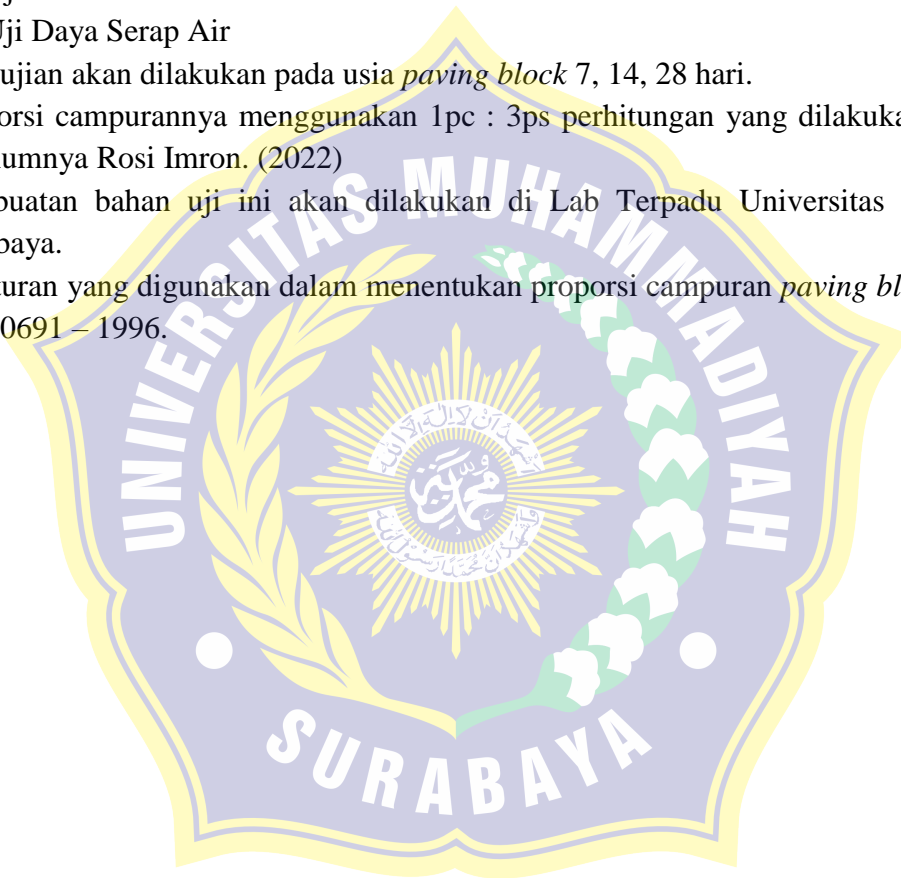 Uji Daya Serap Air
ujian akan dilakukan pada usia paving block 7, 14, 28 hari.
orsi campurannya menggunakan 1pc : 3ps perhitungan yang dilakuka
umnya Rosi Imron. (2022)
buatan bahan uji ini akan dilakukan di Lab Terpadu Universitas
baya.
uran yang digunakan dalam menentukan proporsi campuran paving bl
0691 – 1996.
UNIVERSITAS MUHAMMADIYAH
SURABAYA